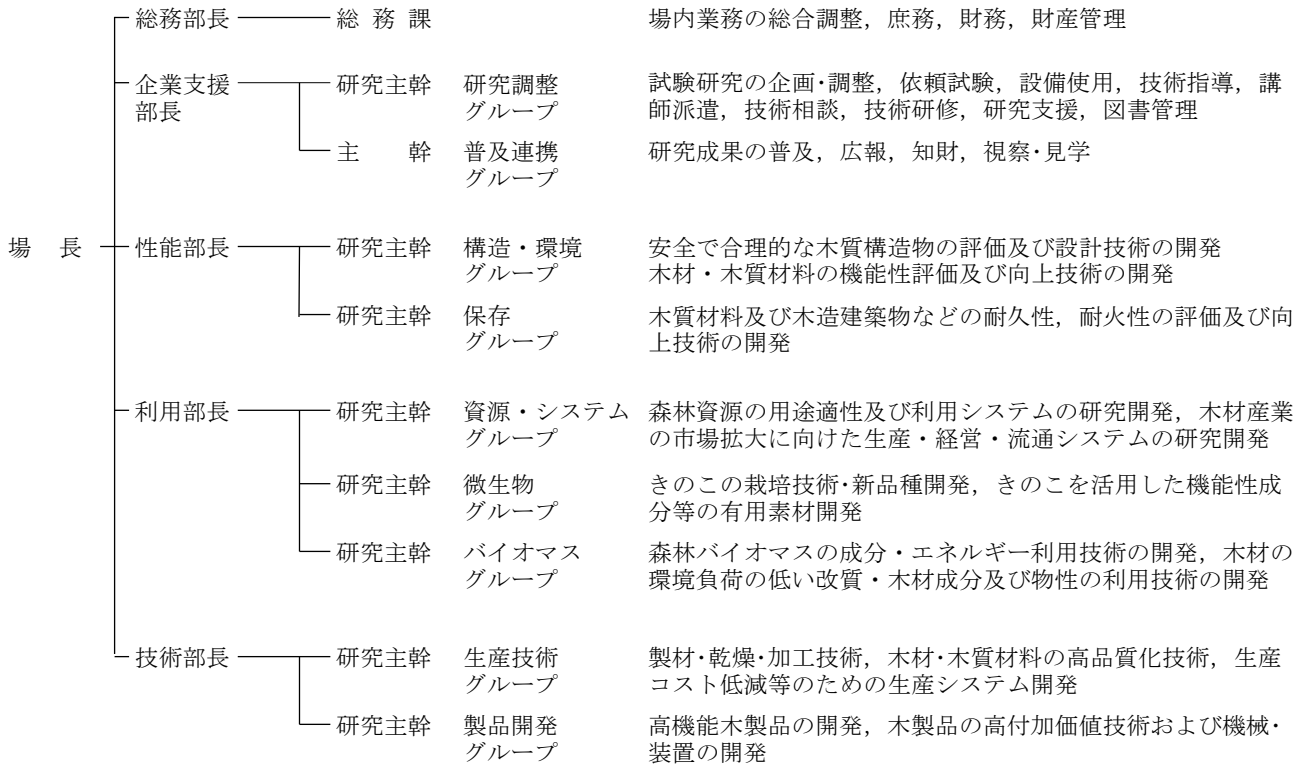 総務部長 総 務 課 場内業務の総合調整，庶務，財務，財産管理
企業支援 研究主幹 研究調整 試験研究の企画･調整，依頼試験，設備使用，技術指導，講
部長 グループ 師派遣，技術相談，技術研修，研究支援，図書管理
主 幹 普及連携 研究成果の普及，広報，知財，視察･見学
グループ
場 長 性能部長 研究主幹 構造・環境 安全で合理的な木質構造物の評価及び設計技術の開発
グループ 木材・木質材料の機能性評価及び向上技術の開発
研究主幹 保存 木質材料及び木造建築物などの耐久性，耐火性の評価及び向
グループ 上技術の開発
利用部長 研究主幹 資源・システム 森林資源の用途適性及び利用システムの研究開発，木材産業
グループ の市場拡大に向けた生産・経営・流通システムの研究開発
研究主幹 微生物 きのこの栽培技術･新品種開発，きのこを活用した機能性成
グループ 分等の有用素材開発
研究主幹 バイオマス 森林バイオマスの成分・エネルギー利用技術の開発，木材の
グループ 環境負荷の低い改質・木材成分及び物性の利用技術の開発
技術部長 研究主幹 生産技術 製材･乾燥･加工技術，木材･木質材料の高品質化技術，生産
グループ コスト低減等のための生産システム開発
研究主幹 製品開発 高機能木製品の開発，木製品の高付加価値技術および機械･
グループ 装置の開発